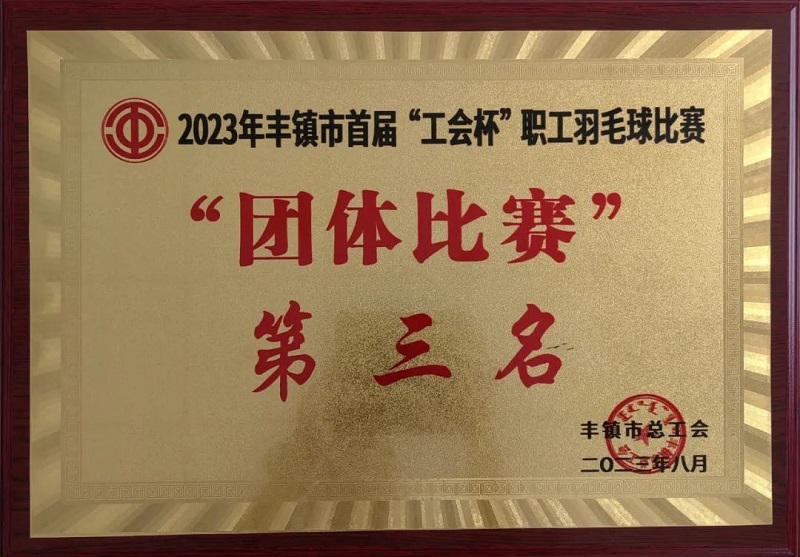 2023年丰镇市首届“工会杯”职工羽毛球比赛
“团体比赛”
第三名
丰镇市总工会
二〇二三年八月